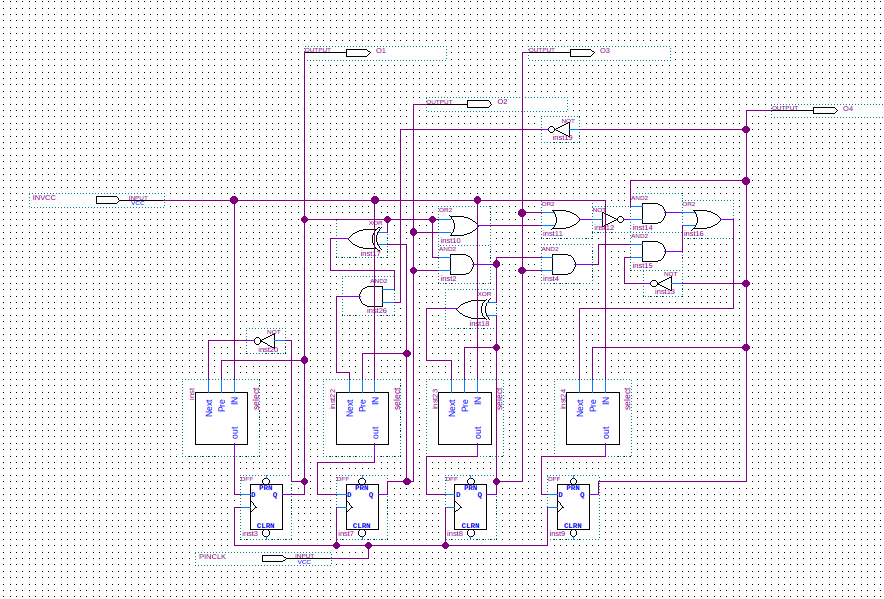 OUTPUT O1
OUTPUT O3
OUTPUT O2
OUTPUT O4
NOT
inst19
INVCC INPUT
VCC
AND2
OR2
OR2
OR2
NOT
inst12
inst14
inst16
XOR
inst10
inst11
inst17
AND2
AND2
AND2
inst2
inst4
inst15
NOT
inst13
AND2
inst26
XOR
inst18
NOT
inst20
inst
Next
Pre
IN
out
select
inst22
Next
Pre
IN
out
select
inst23
Next
Pre
IN
out
select
inst24
Next
Pre
IN
out
select
DFF
PRN
D Q
CLRN
inst3
DFF
PRN
D Q
CLRN
inst7
DFF
PRN
D Q
CLRN
inst8
DFF
PRN
D Q
CLRN
inst9
PINCLK INPUT
VCC